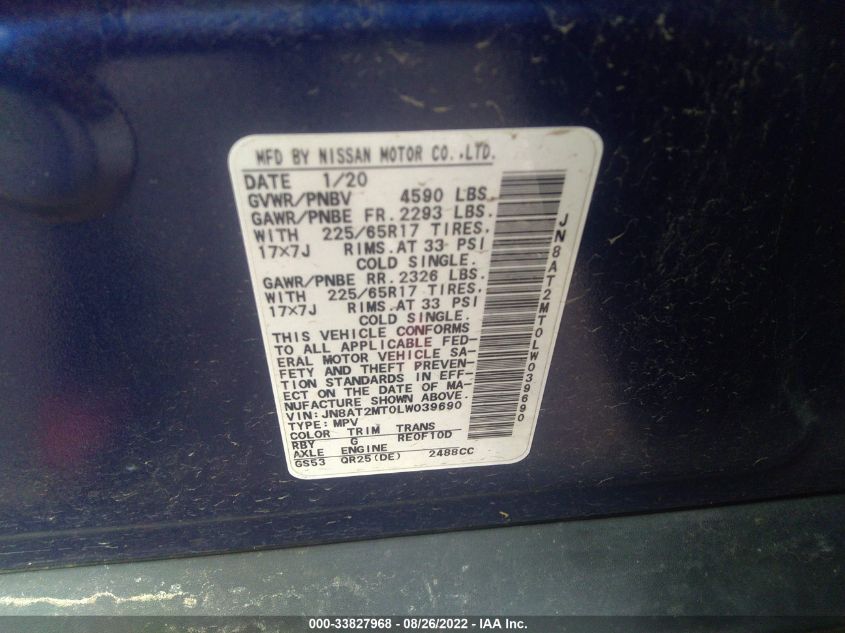 MFD BY NISSAN MOTOR CO.,LTD.
DATE 1/20
GVWR/PNBV 4590 LBS.
GAWR/PNBE FR. 2293 LBS.
WITH 225/65R17 TIRES,
17×7J RIMS.AT 33 PSI
COLD SINGLE.
GAWR/PNBE RR. 2326 LBS.
WITH 225/65R17 TIRES,
17×7J RIMS.AT 33 PSI
COLD SINGLE.
THIS VEHICLE CONFORMS
TO ALL APPLICABLE FED-
ERAL MOTOR VEHICLE SA-
FETY AND THEFT PREVEN-
TION STANDARDS IN EFF-
ECT ON THE DATE OF MA-
NUFACTURE SHOWN ABOVE.
VIN: JN8AT2MT0LW039690
TYPE: MPV
COLOR TRIM TRANS
RBY G RE0F10D
AXLE ENGINE
GS53 QR25(DE) 2488CC
JN8AT2MT0LW039690
000-33827968 - 08/26/2022 - IAA Inc.